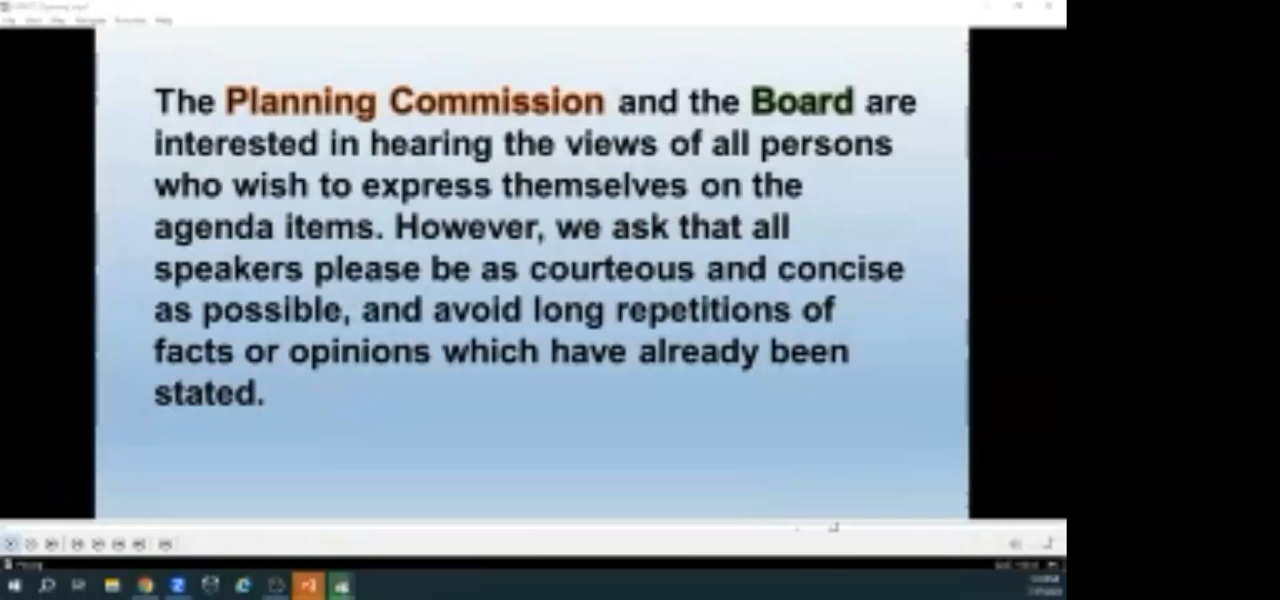 The Planning Commission and the Board are
interested in hearing the views of all persons
who wish to express themselves on the
agenda items. However, we ask that all
speakers please be as courteous and concise
as possible, and avoid long repetitions of
facts or opinions which have already been
stated.